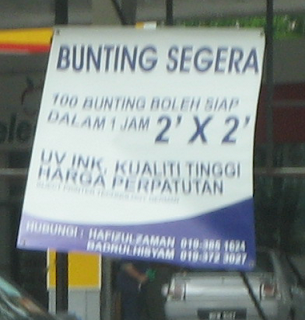 BUNTING SEGERA
100 BUNTING BOLEH SIAP
DALAM 1 JAM 2' X 2'
UV INK, KUALITI TINGGI
HARGA PERPATUTAN
HUBUNGI : HAFIZULZAMAN 019-385 1624
BADRULHISYAM 019-373 3027